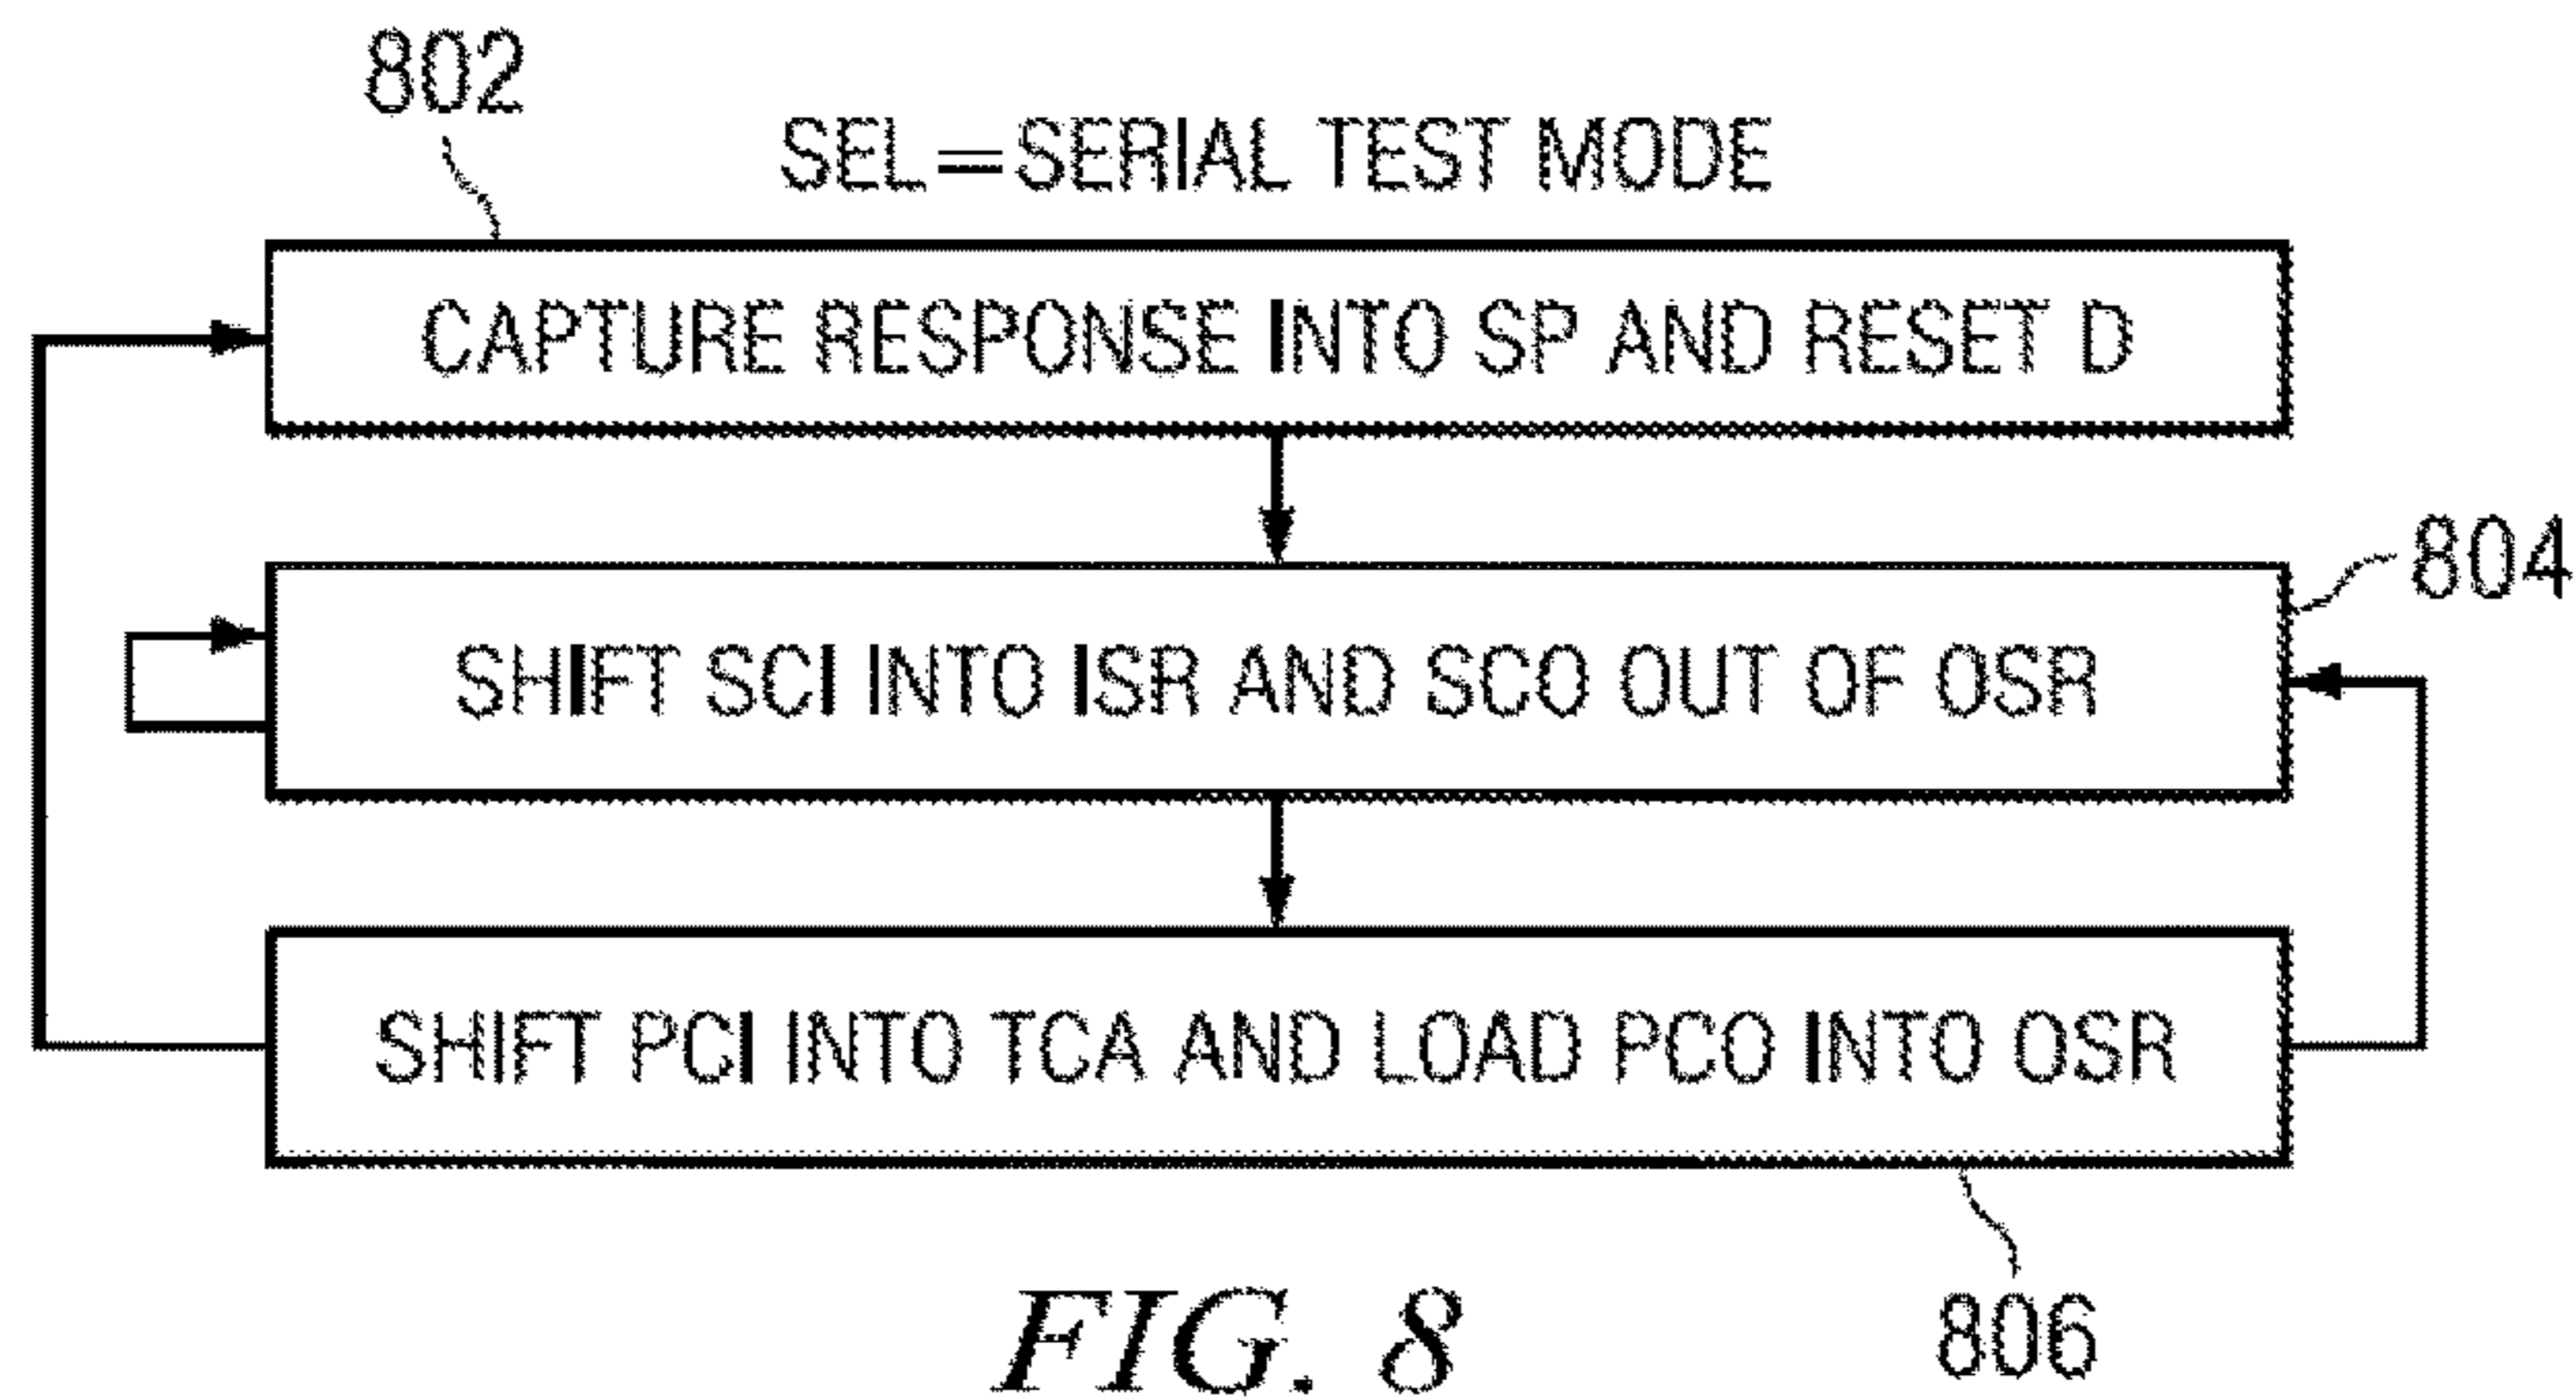 802
SEL=SERIAL TEST MODE
CAPTURE RESPONSE INTO SP AND RESET D
804
SHIFT SCI INTO ISR AND SCO OUT OF OSR
SHIFT PCI INTO TCA AND LOAD PCO INTO OSR
806
FIG. 8